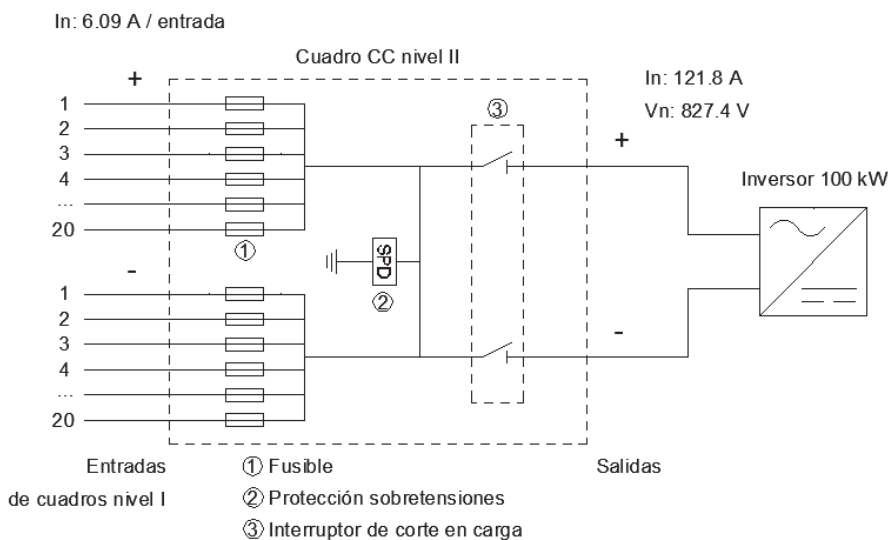 In: 6.09 A / entrada
Cuadro CC nivel II
In: 121.8 A
Vn: 827.4 V
+
1
2
3
4
...
20
①
-
1
2
3
4
...
20
SPD
②
③
+
-
Inversor 100 kW
Entradas
de cuadros nivel I
① Fusible
② Protección sobretensiones
③ Interruptor de corte en carga
Salidas